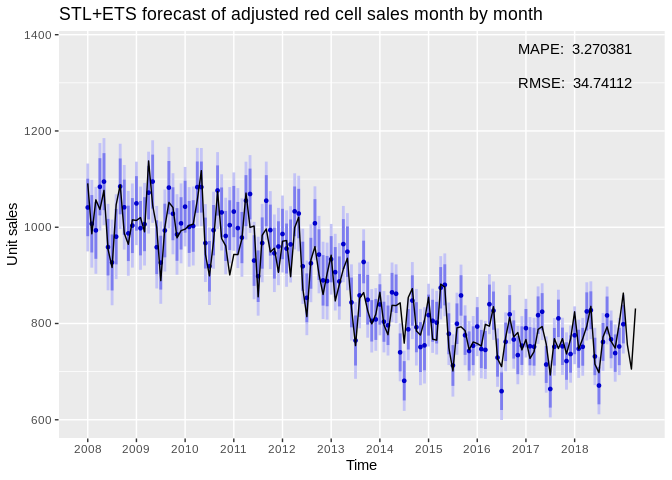 STL+ETS forecast of adjusted red cell sales month by month
1400
MAPE: 3.270381
RMSE: 34.74112
1200
1000
Unit sales
800
600
2008 2009 2010 2011 2012 2013 2014 2015 2016 2017 2018
Time